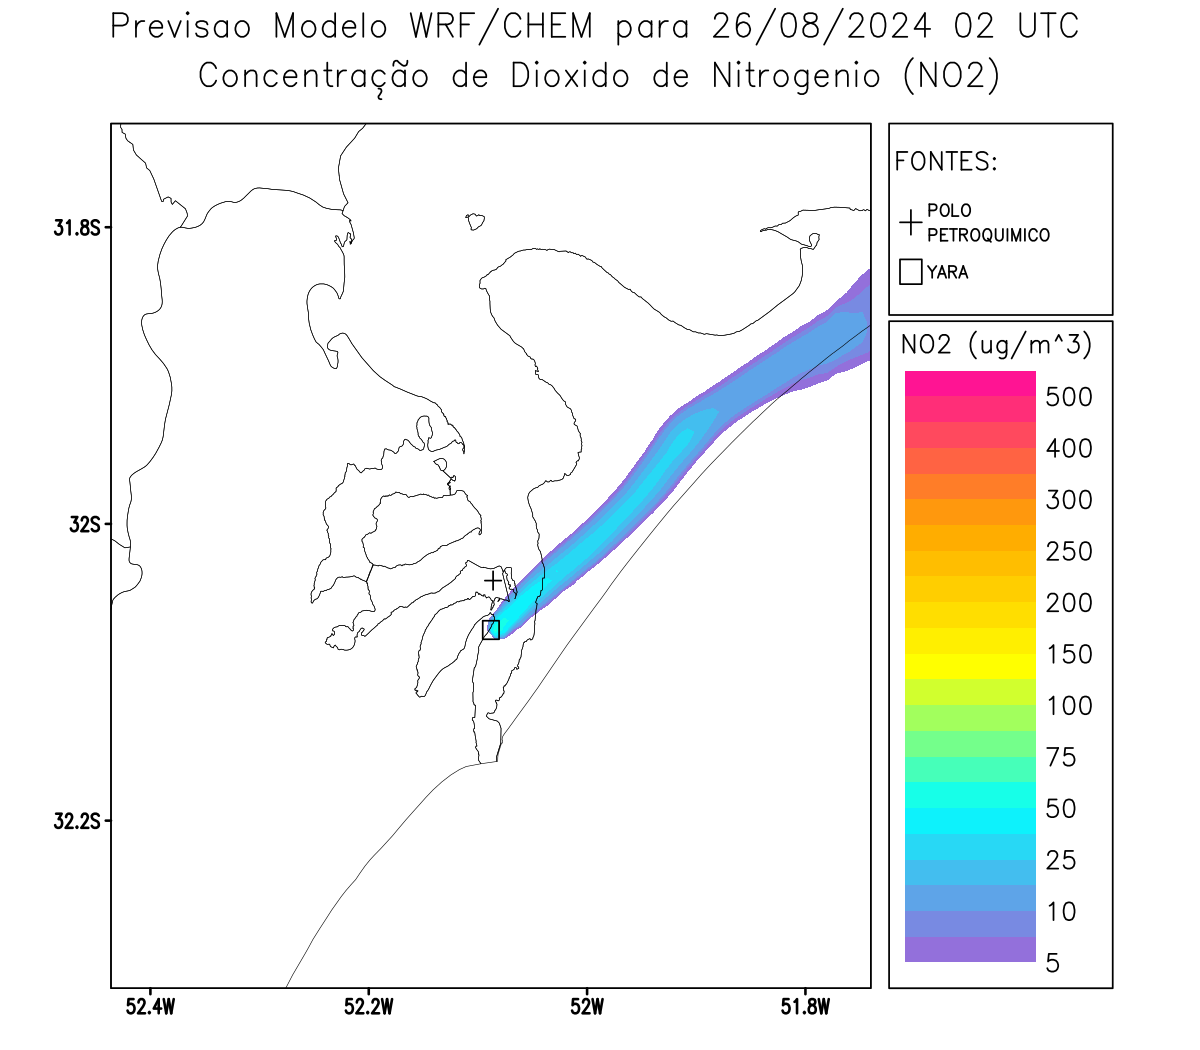 Previsao Modelo WRF/CHEM para 26/08/2024 02 UTC
Concentração de Dioxido de Nitrogenio (NO2)
FONTES:
POLO
PETROQUIMICO
YARA
31.8S
32S
32.2S
52.4W
52.2W
52W
51.8W
NO2 (ug/m^3)
500
400
300
250
200
150
100
75
50
25
10
5